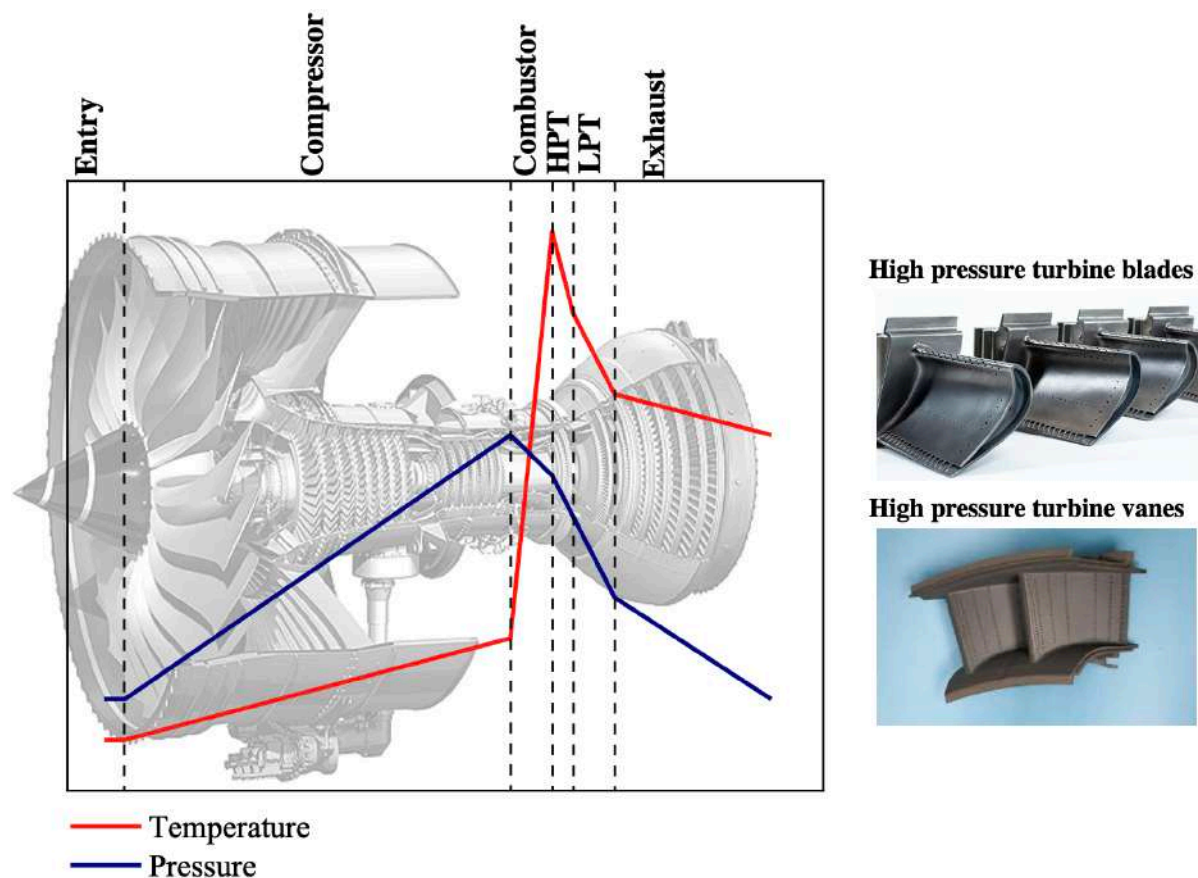 Entry
Compressor
Combustor
HPT
LPT
Exhaust
High pressure turbine blades
High pressure turbine vanes
Temperature
Pressure